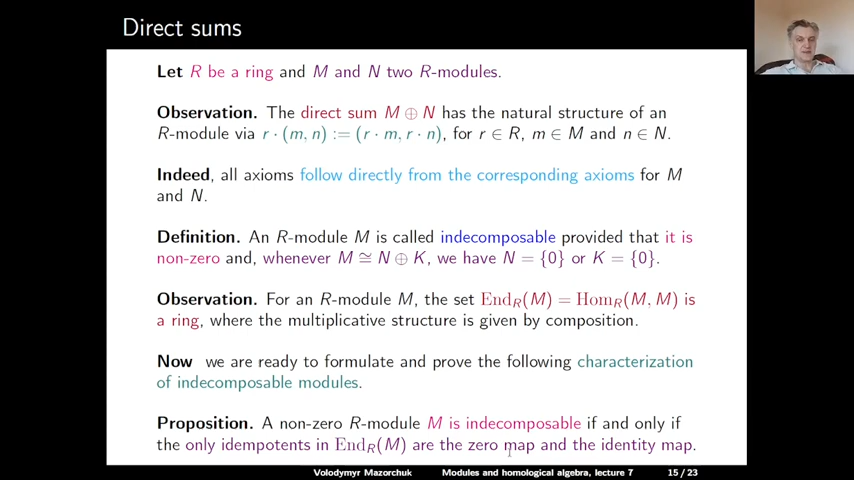 Direct sums
Let R be a ring and M and N two R-modules.
Observation. The direct sum M ⊕ N has the natural structure of an
R-module via r · (m, n) := (r · m, r · n), for r ∈ R, m ∈ M and n ∈ N.
Indeed, all axioms follow directly from the corresponding axioms for M
and N.
Definition. An R-module M is called indecomposable provided that it is
non-zero and, whenever M ≅ N ⊕ K, we have N = {0} or K = {0}.
Observation. For an R-module M, the set End_R(M) = Hom_R(M, M) is
a ring, where the multiplicative structure is given by composition.
Now we are ready to formulate and prove the following characterization
of indecomposable modules.
Proposition. A non-zero R-module M is indecomposable if and only if
the only idempotents in End_R(M) are the zero map and the identity map.
Volodymyr Mazorchuk Modules and homological algebra, lecture 7 15 / 23